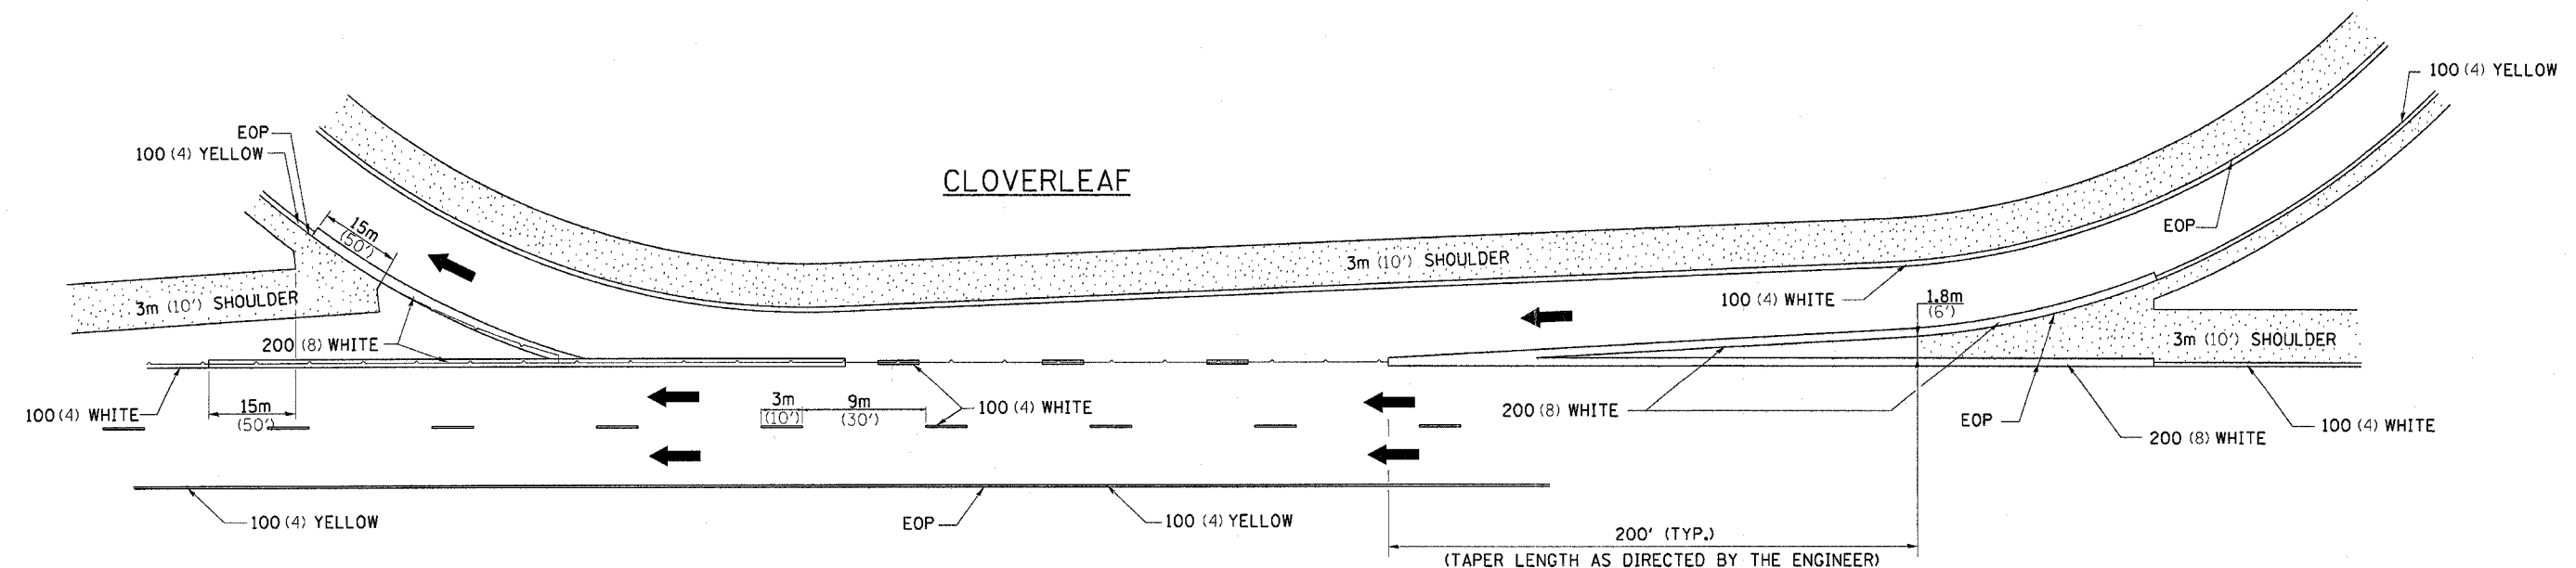 100 (4) YELLOW
EOP
100 (4) YELLOW
CLOVERLEAF
15m
(50')
EOP
3m (10') SHOULDER
3m (10') SHOULDER
100 (4) WHITE
1.8m
(6')
200 (8) WHITE
3m (10') SHOULDER
100 (4) WHITE
15m
(50')
3m
(10')
9m
(30')
100 (4) WHITE
200 (8) WHITE
EOP
200 (8) WHITE
100 (4) WHITE
100 (4) YELLOW
EOP
100 (4) YELLOW
200' (TYP.)
(TAPER LENGTH AS DIRECTED BY THE ENGINEER)